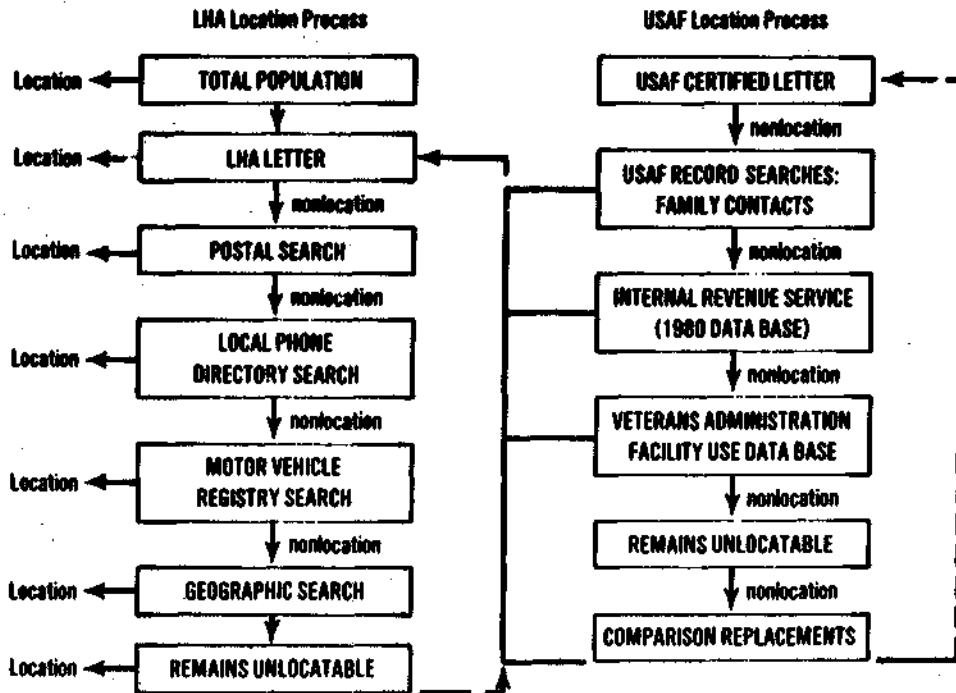 LHA Location Process
Location
TOTAL POPULATION
Location
LHA LETTER
nonlocation
Location
POSTAL SEARCH
nonlocation
Location
LOCAL PHONE
DIRECTORY SEARCH
nonlocation
Location
MOTOR VEHICLE
REGISTRY SEARCH
nonlocation
Location
GEOGRAPHIC SEARCH
Location
REMAINS UNLOCATABLE
USAF Location Process
USAF CERTIFIED LETTER
nonlocation
USAF RECORD SEARCHES:
FAMILY CONTACTS
nonlocation
INTERNAL REVENUE SERVICE
(1980 DATA BASE)
nonlocation
VETERANS ADMINISTRATION
FACILITY USE DATA BASE
nonlocation
REMAINS UNLOCATABLE
nonlocation
COMPARISON REPLACEMENTS